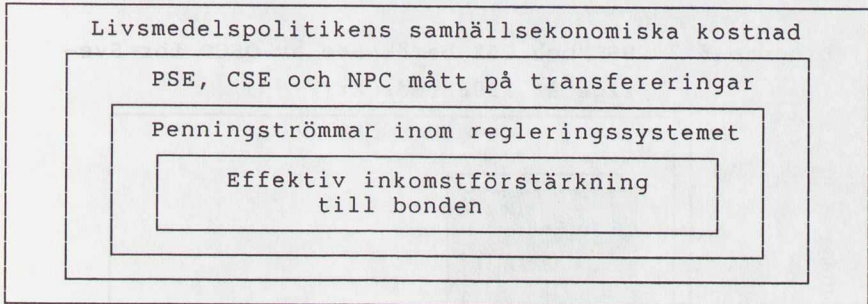 Livsmedelspolitikens samhällsekonomiska kostnad
PSE, CSE och NPC mått på transfereringar
Penningströmmar inom regleringssystemet
Effektiv inkomstförstärkning
till bonden